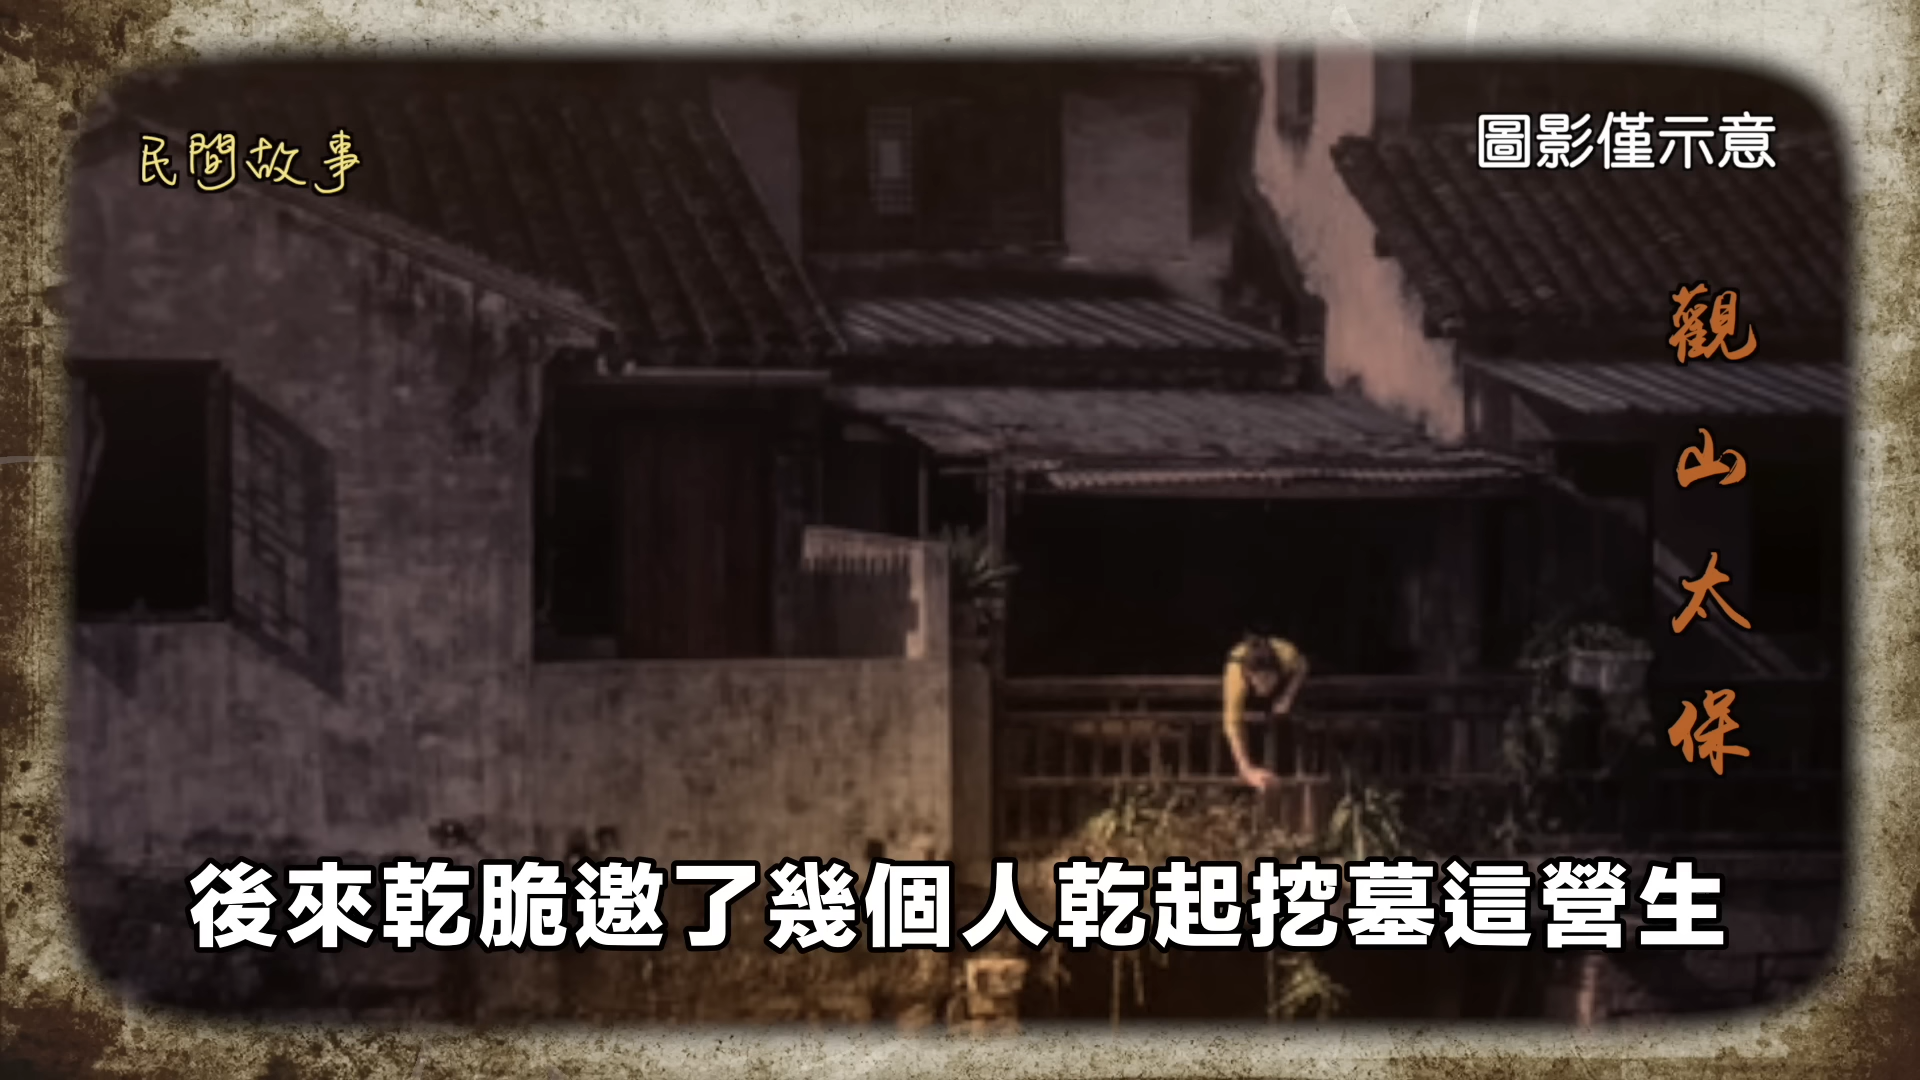 民間故事
圖影僅示意
觀山太保
後來乾脆邀了幾個人乾起挖墓這營生